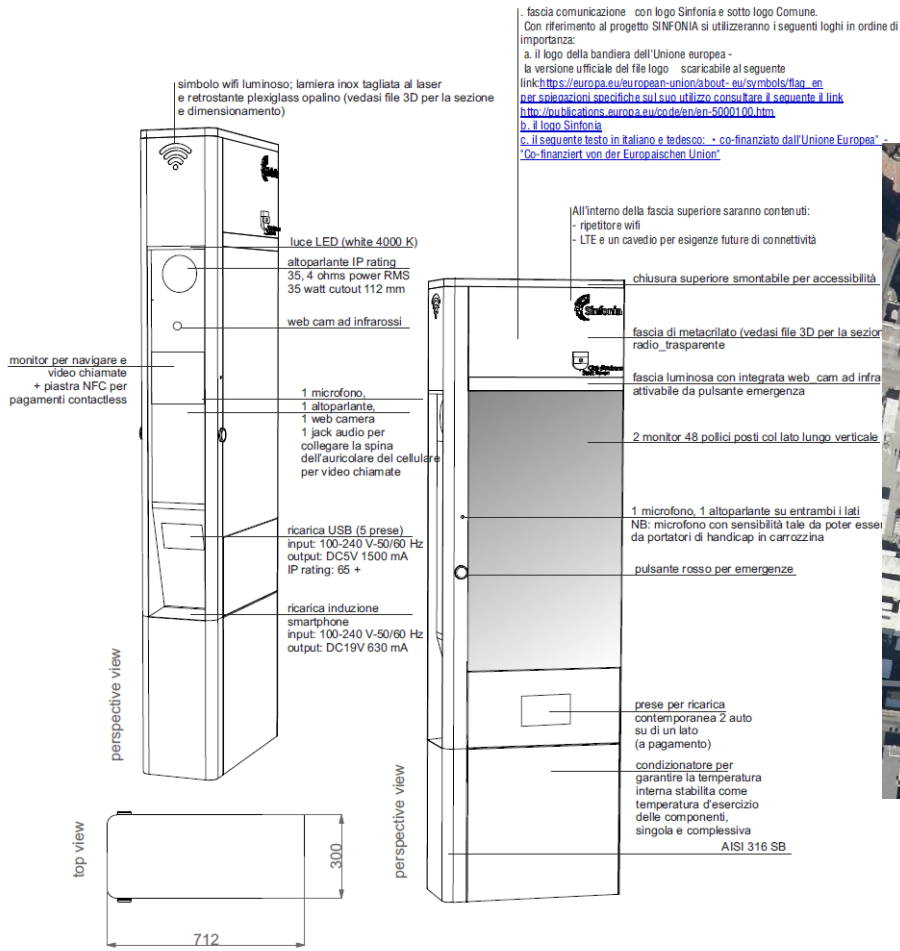 . fascia comunicazione con logo Sinfonia e sotto logo Comune.
Con riferimento al progetto SINFONIA si utilizzeranno i seguenti loghi in ordine di
importanza:
a. il logo della bandiera dell'Unione europea -
la versione ufficiale del file logo scaricabile al seguente
link:https://europa.eu/european-union/about- eu/symbols/flag_en
per spiegazioni specifiche sul suo utilizzo consultare il seguente il link
http://publications.europa.eu/code/en/en-5000100.htm
b. il logo Sinfonia
c. il seguente testo in italiano e tedesco: • co-finanziato dall'Unione Europea" -
"Co-finanziert von der Europaischen Union"
simbolo wifi luminoso; lamiera inox tagliata al laser
e retrostante plexiglass opalino (vedasi file 3D per la sezione
e dimensionamento)
luce LED (white 4000 K)
altoparlante IP rating
35, 4 ohms power RMS
35 watt cutout 112 mm
web cam ad infrarossi
monitor per navigare e
video chiamate
+ piastra NFC per
pagamenti contactless
1 microfono,
1 altoparlante,
1 web camera
1 jack audio per
collegare la spina
dell'auricolare del cellulare
per video chiamate
ricarica USB (5 prese)
input: 100-240 V-50/60 Hz
output: DC5V 1500 mA
IP rating: 65 +
ricarica induzione
smartphone
input: 100-240 V-50/60 Hz
output: DC19V 630 mA
perspective view
All'interno della fascia superiore saranno contenuti:
- ripetitore wifi
- LTE e un cavedio per esigenze future di connettività
chiusura superiore smontabile per accessibilità
Sinfonia
fascia di metacrilato (vedasi file 3D per la sezion
radio_trasparente
fascia luminosa con integrata web_cam ad infra
attivabile da pulsante emergenza
2 monitor 48 pollici posti col lato lungo verticale
1 microfono, 1 altoparlante su entrambi i lati
NB: microfono con sensibilità tale da poter esser
da portatori di handicap in carrozzina
pulsante rosso per emergenze
prese per ricarica
contemporanea 2 auto
su di un lato
(a pagamento)
condizionatore per
garantire la temperatura
interna stabilita come
temperatura d'esercizio
delle componenti,
singola e complessiva
AISI 316 SB
perspective view
top view
300
712